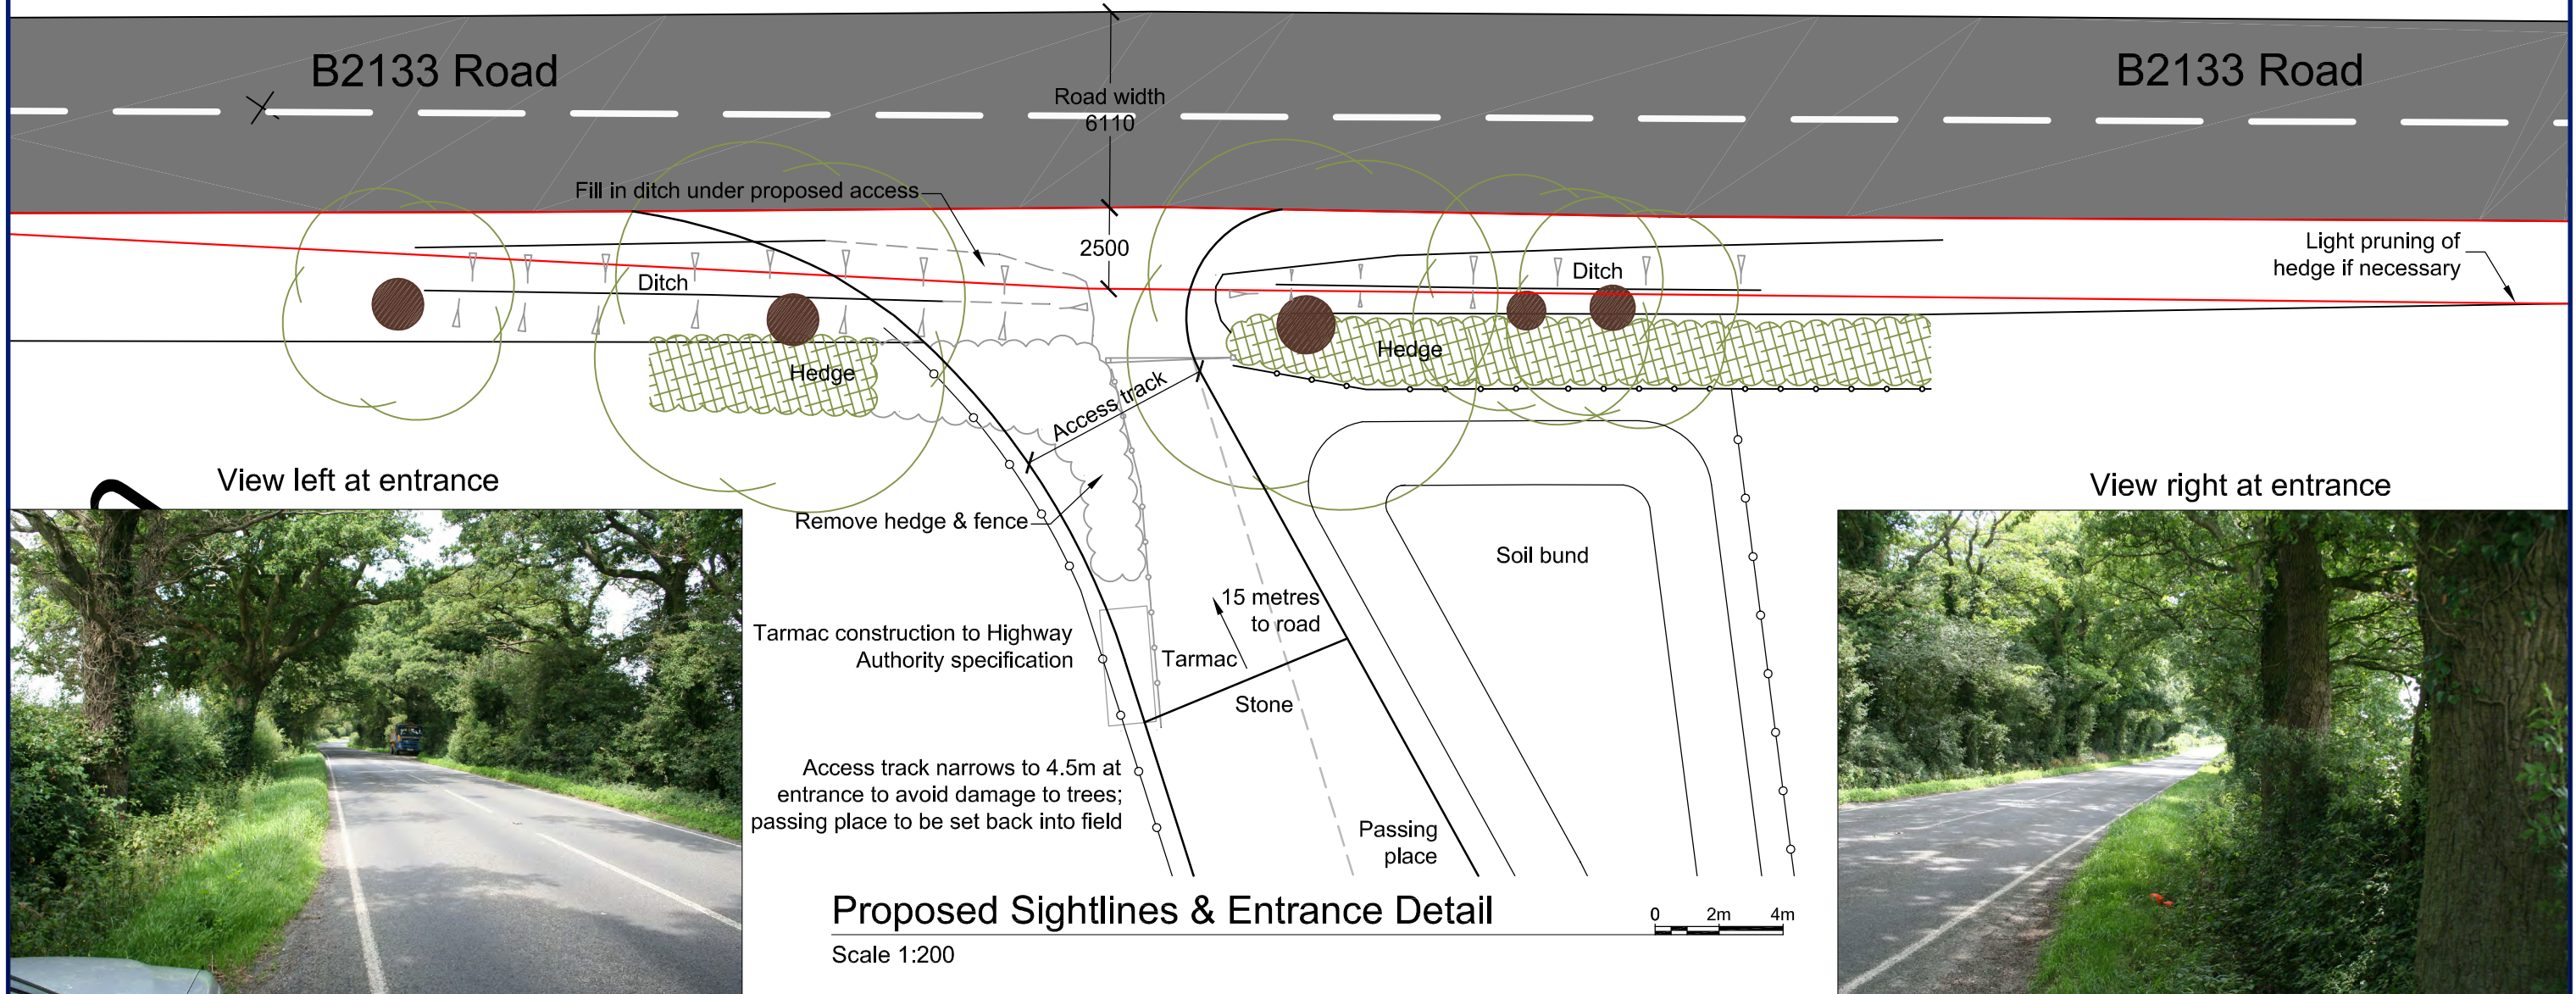 B2133 Road
B2133 Road
Road width
6110
Fill in ditch under proposed access
2500
Light pruning of
hedge if necessary
Ditch
Ditch
Hedge
Hedge
Access track
View left at entrance
View right at entrance
Remove hedge & fence
Soil bund
15 metres
to road
Tarmac construction to Highway
Authority specification
Tarmac
Stone
Access track narrows to 4.5m at
entrance to avoid damage to trees;
passing place to be set back into field
Passing
place
Proposed Sightlines & Entrance Detail
0 2m 4m
Scale 1:200